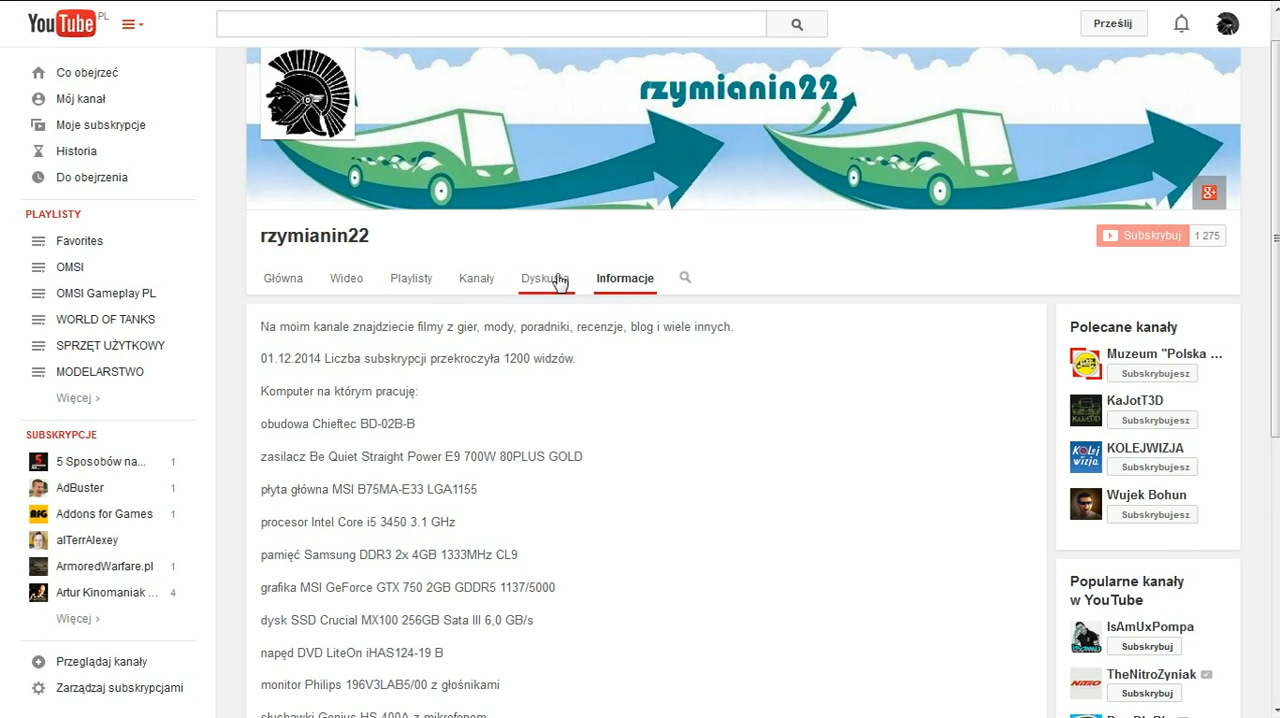 YouTube PL
Prześlij
Co obejrzeć
Mój kanał
Moje subskrypcje
Historia
Do obejrzenia
PLAYLISTY
Favorites
OMSI
OMSI Gameplay PL
WORLD OF TANKS
SPRZĘT UŻYTKOWY
MODELARSTWO
Więcej ›
SUBSKRYPCJE
5 Sposobów na... 1
AdBuster 1
Addons for Games 1
alTerrAlexey
ArmoredWarfare.pl 1
Artur Kinomaniak ... 4
Więcej ›
Przeglądaj kanały
Zarządzaj subskrypcjami
rzymianin22
g+
rzymianin22
Subskrybuj 1 275
Główna Wideo Playlisty Kanały Informacje
Na moim kanale znajdziecie filmy z gier, mody, poradniki, recenzje, blog i wiele innych.
01.12.2014 Liczba subskrypcji przekroczyła 1200 widzów.
Komputer na którym pracuję:
obudowa Chieftec BD-02B-B
zasilacz Be Quiet Straight Power E9 700W 80PLUS GOLD
płyta główna MSI B75MA-E33 LGA1155
procesor Intel Core i5 3450 3.1 GHz
pamięć Samsung DDR3 2x 4GB 1333MHz CL9
grafika MSI GeForce GTX 750 2GB GDDR5 1137/5000
dysk SSD Crucial MX100 256GB Sata III 6,0 GB/s
napęd DVD LiteOn iHAS124-19 B
monitor Philips 196V3LAB5/00 z głośnikami
słuchawki Genius HS-400A z mikrofonem
Polecane kanały
Muzeum "Polska ...
Subskrybujesz
KaJotT3D
Subskrybujesz
KOLEJWIZJA
Subskrybujesz
Wujek Bohun
Subskrybujesz
Popularne kanały
w YouTube
IsAmUxPompa
Subskrybuj
TheNitroZyniak
Subskrybuj